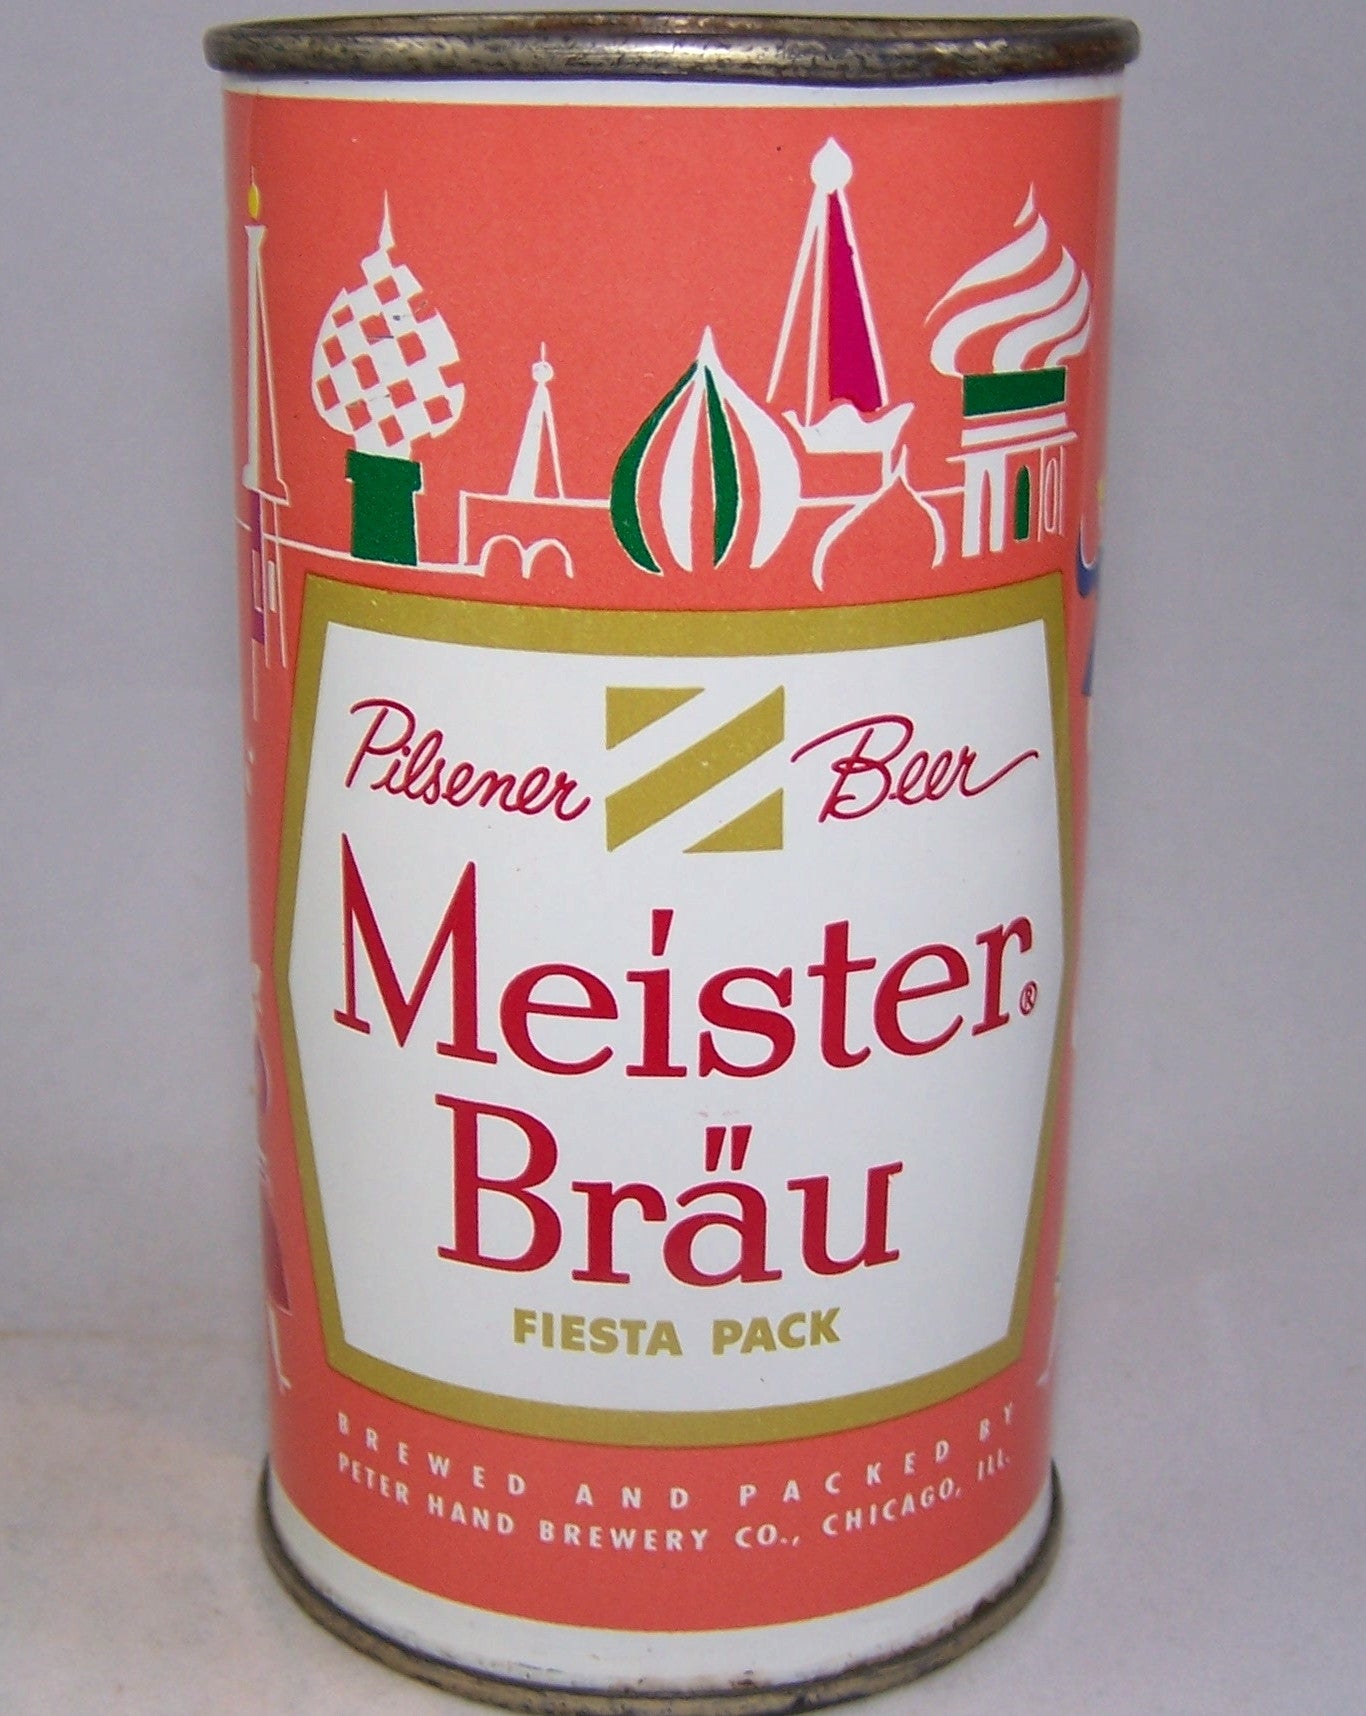 Pilsener Beer
Meister®
Bräu
FIESTA PACK
BREWED AND PACKED BY
PETER HAND BREWERY CO., CHICAGO, ILL.